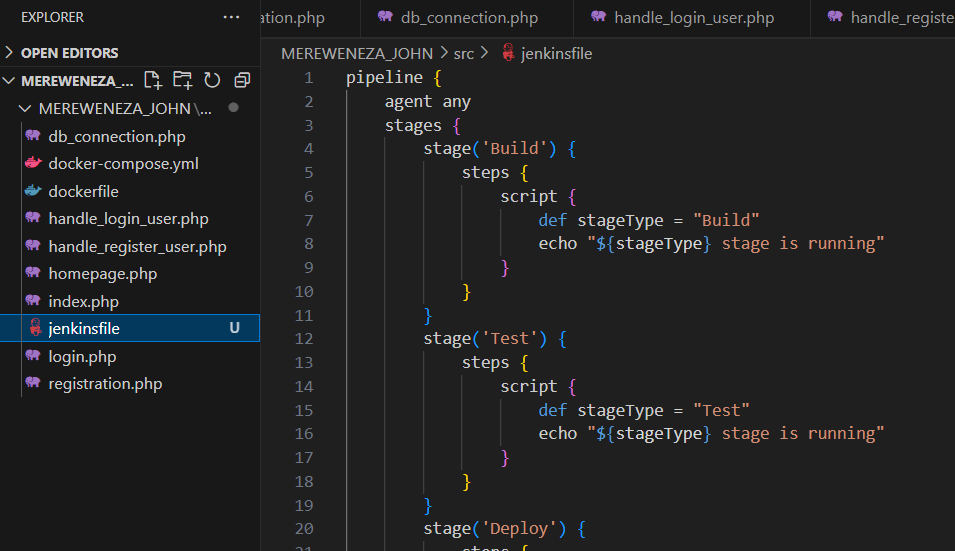 EXPLORER ...
ation.php db_connection.php handle_login_user.php handle_registe
OPEN EDITORS
MEREWENEZA_JOHN > src > jenkinsfile
MEREWENEZA_...
MEREWENEZA_JOHN \...
db_connection.php
docker-compose.yml
dockerfile
handle_login_user.php
handle_register_user.php
homepage.php
index.php
jenkinsfile U
login.php
registration.php
1 pipeline {
2 agent any
3 stages {
4 stage('Build') {
5 steps {
6 script {
7 def stageType = "Build"
8 echo "${stageType} stage is running"
9 }
10 }
11 }
12 stage('Test') {
13 steps {
14 script {
15 def stageType = "Test"
16 echo "${stageType} stage is running"
17 }
18 }
19 }
20 stage('Deploy') {
21 steps {